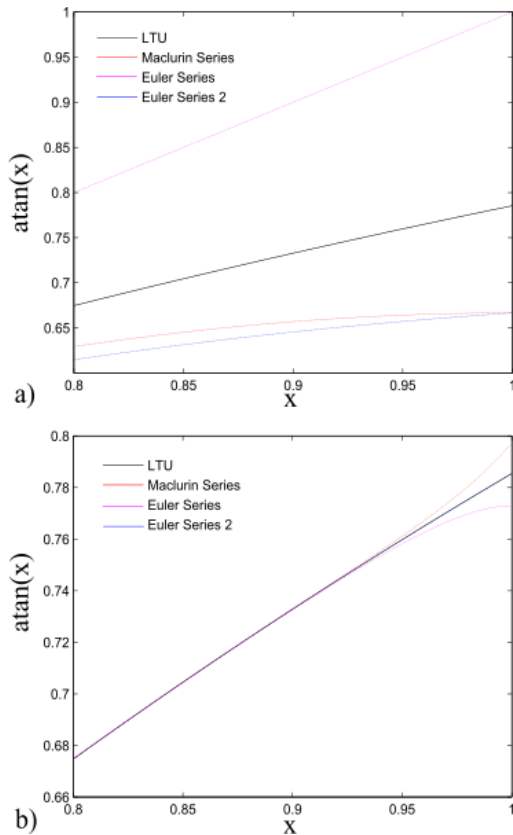 1
0.95
0.9
0.85
0.8
0.75
0.7
0.65
atan(x)
LTU
Maclurin Series
Euler Series
Euler Series 2
0.8
0.85
0.9
0.95
1
a)
x
0.8
0.78
0.76
0.74
0.72
0.7
0.68
0.66
atan(x)
LTU
Maclurin Series
Euler Series
Euler Series 2
0.8
0.85
0.9
0.95
1
b)
x